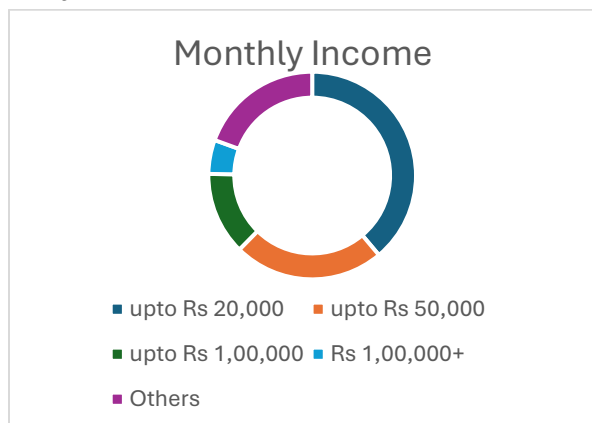 Monthly Income
upto Rs 20,000 upto Rs 50,000
upto Rs 1,00,000 Rs 1,00,000+
Others